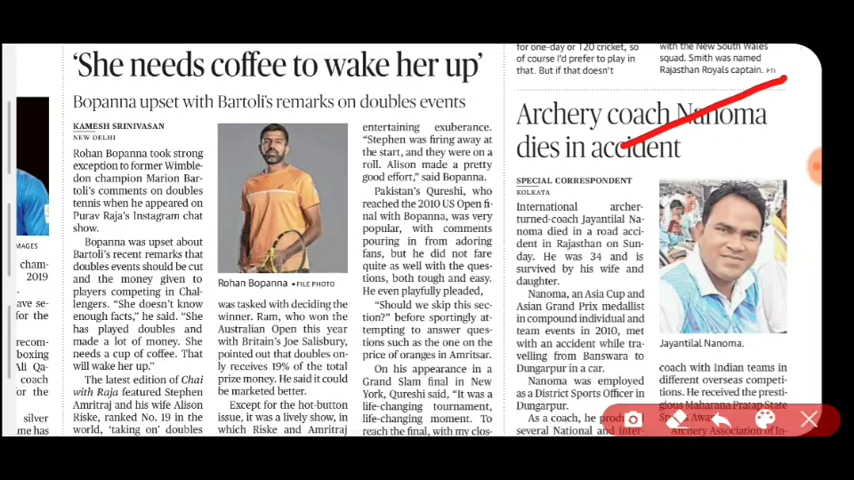 'She needs coffee to wake her up'
Bopanna upset with Bartoli's remarks on doubles events
KAMESH SRINIVASAN
NEW DELHI
Rohan Bopanna took strong
exception to former Wimble-
don champion Marion Bar-
toli's comments on doubles
tennis when he appeared on
Purav Raja's Instagram chat
show.
Bopanna was upset about
Bartoli's recent remarks that
doubles events should be cut
and the money given to
players competing in Chal-
lengers. "She doesn't know
enough facts," he said. "She
has played doubles and
made a lot of money. She
needs a cup of coffee. That
will wake her up."
The latest edition of Chai
with Raja featured Stephen
Amritraj and his wife Alison
Riske, ranked No. 19 in the
world, 'taking on' doubles
Rohan Bopanna • FILE PHOTO
was tasked with deciding the
winner. Ram, who won the
Australian Open this year
with Britain's Joe Salisbury,
pointed out that doubles on-
ly receives 19% of the total
prize money. He said it could
be marketed better.
Except for the hot-button
issue, it was a lively show, in
which Riske and Amritraj
entertaining exuberance.
"Stephen was firing away at
the start, and they were on a
roll. Alison made a pretty
good effort," said Bopanna.
Pakistan's Qureshi, who
reached the 2010 US Open fi-
nal with Bopanna, was very
popular, with comments
pouring in from adoring
fans, but he did not fare
quite as well with the ques-
tions, both tough and easy.
He even playfully pleaded,
"Should we skip this sec-
tion?" before sportingly at-
tempting to answer ques-
tions such as the one on the
price of oranges in Amritsar.
On his appearance in a
Grand Slam final in New
York, Qureshi said, "It was a
life-changing tournament,
life-changing moment. To
reach the final, with my clos-
for one-day or T20 cricket, so
of course I'd prefer to play in
that. But if that doesn't
with the New South Wales
squad. Smith was named
Rajasthan Royals captain. PTI
Archery coach Nanoma
dies in accident
SPECIAL CORRESPONDENT
KOLKATA
International archer-
turned-coach Jayantilal Na-
noma died in a road acci-
dent in Rajasthan on Sun-
day. He was 34 and is
survived by his wife and
daughter.
Nanoma, an Asia Cup and
Asian Grand Prix medallist
in compound individual and
team events in 2010, met
with an accident while tra-
velling from Banswara to
Dungarpur in a car.
Nanoma was employed
as a District Sports Officer in
Dungarpur.
As a coach, he
several National and
Jayantilal Nanoma.
coach with Indian teams in
different overseas competi-
tions. He received the presti-
gious Maharana Pratap State
Archery Association of In-
IMAGES
cham-
2019
ve se-
for the
recom-
boxing
Ali Qa-
coach
or the
silver
me has